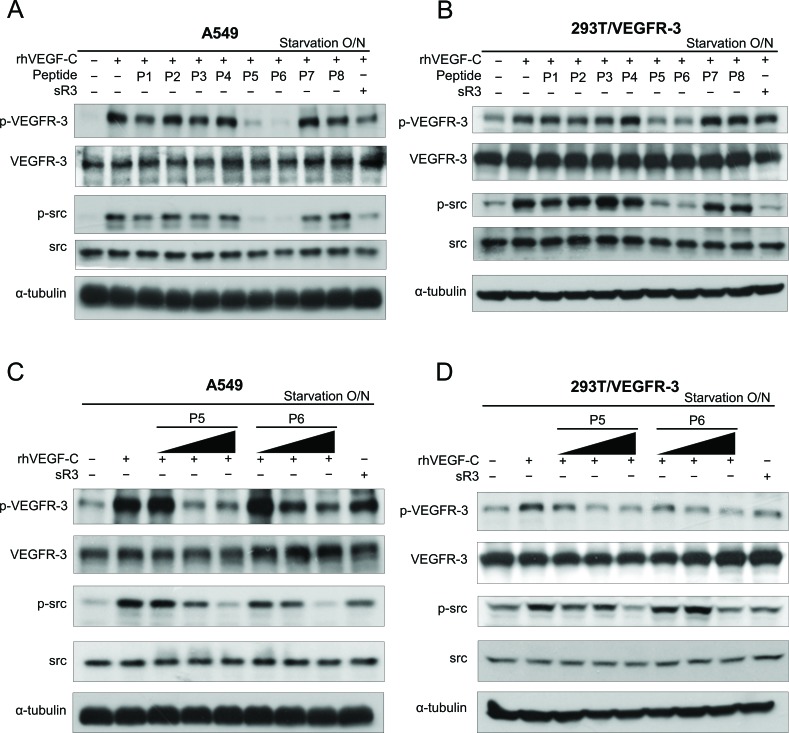 A
A549
Starvation O/N
rhVEGF-C − + + + + + + + + + +
Peptide − − P1 P2 P3 P4 P5 P6 P7 P8 −
sR3 − − − − − − − − − − +
p-VEGFR-3
VEGFR-3
p-src
src
α-tubulin
B
293T/VEGFR-3
Starvation O/N
rhVEGF-C − + + + + + + + + + +
Peptide − − P1 P2 P3 P4 P5 P6 P7 P8 −
sR3 − − − − − − − − − − +
p-VEGFR-3
VEGFR-3
p-src
src
α-tubulin
C
A549
Starvation O/N
P5 P6
rhVEGF-C − + + + + + + + −
sR3 − − − − − − − − +
p-VEGFR-3
VEGFR-3
p-src
src
α-tubulin
D
293T/VEGFR-3
Starvation O/N
P5 P6
rhVEGF-C − + + + + + + + −
sR3 − − − − − − − − +
p-VEGFR-3
VEGFR-3
p-src
src
α-tubulin